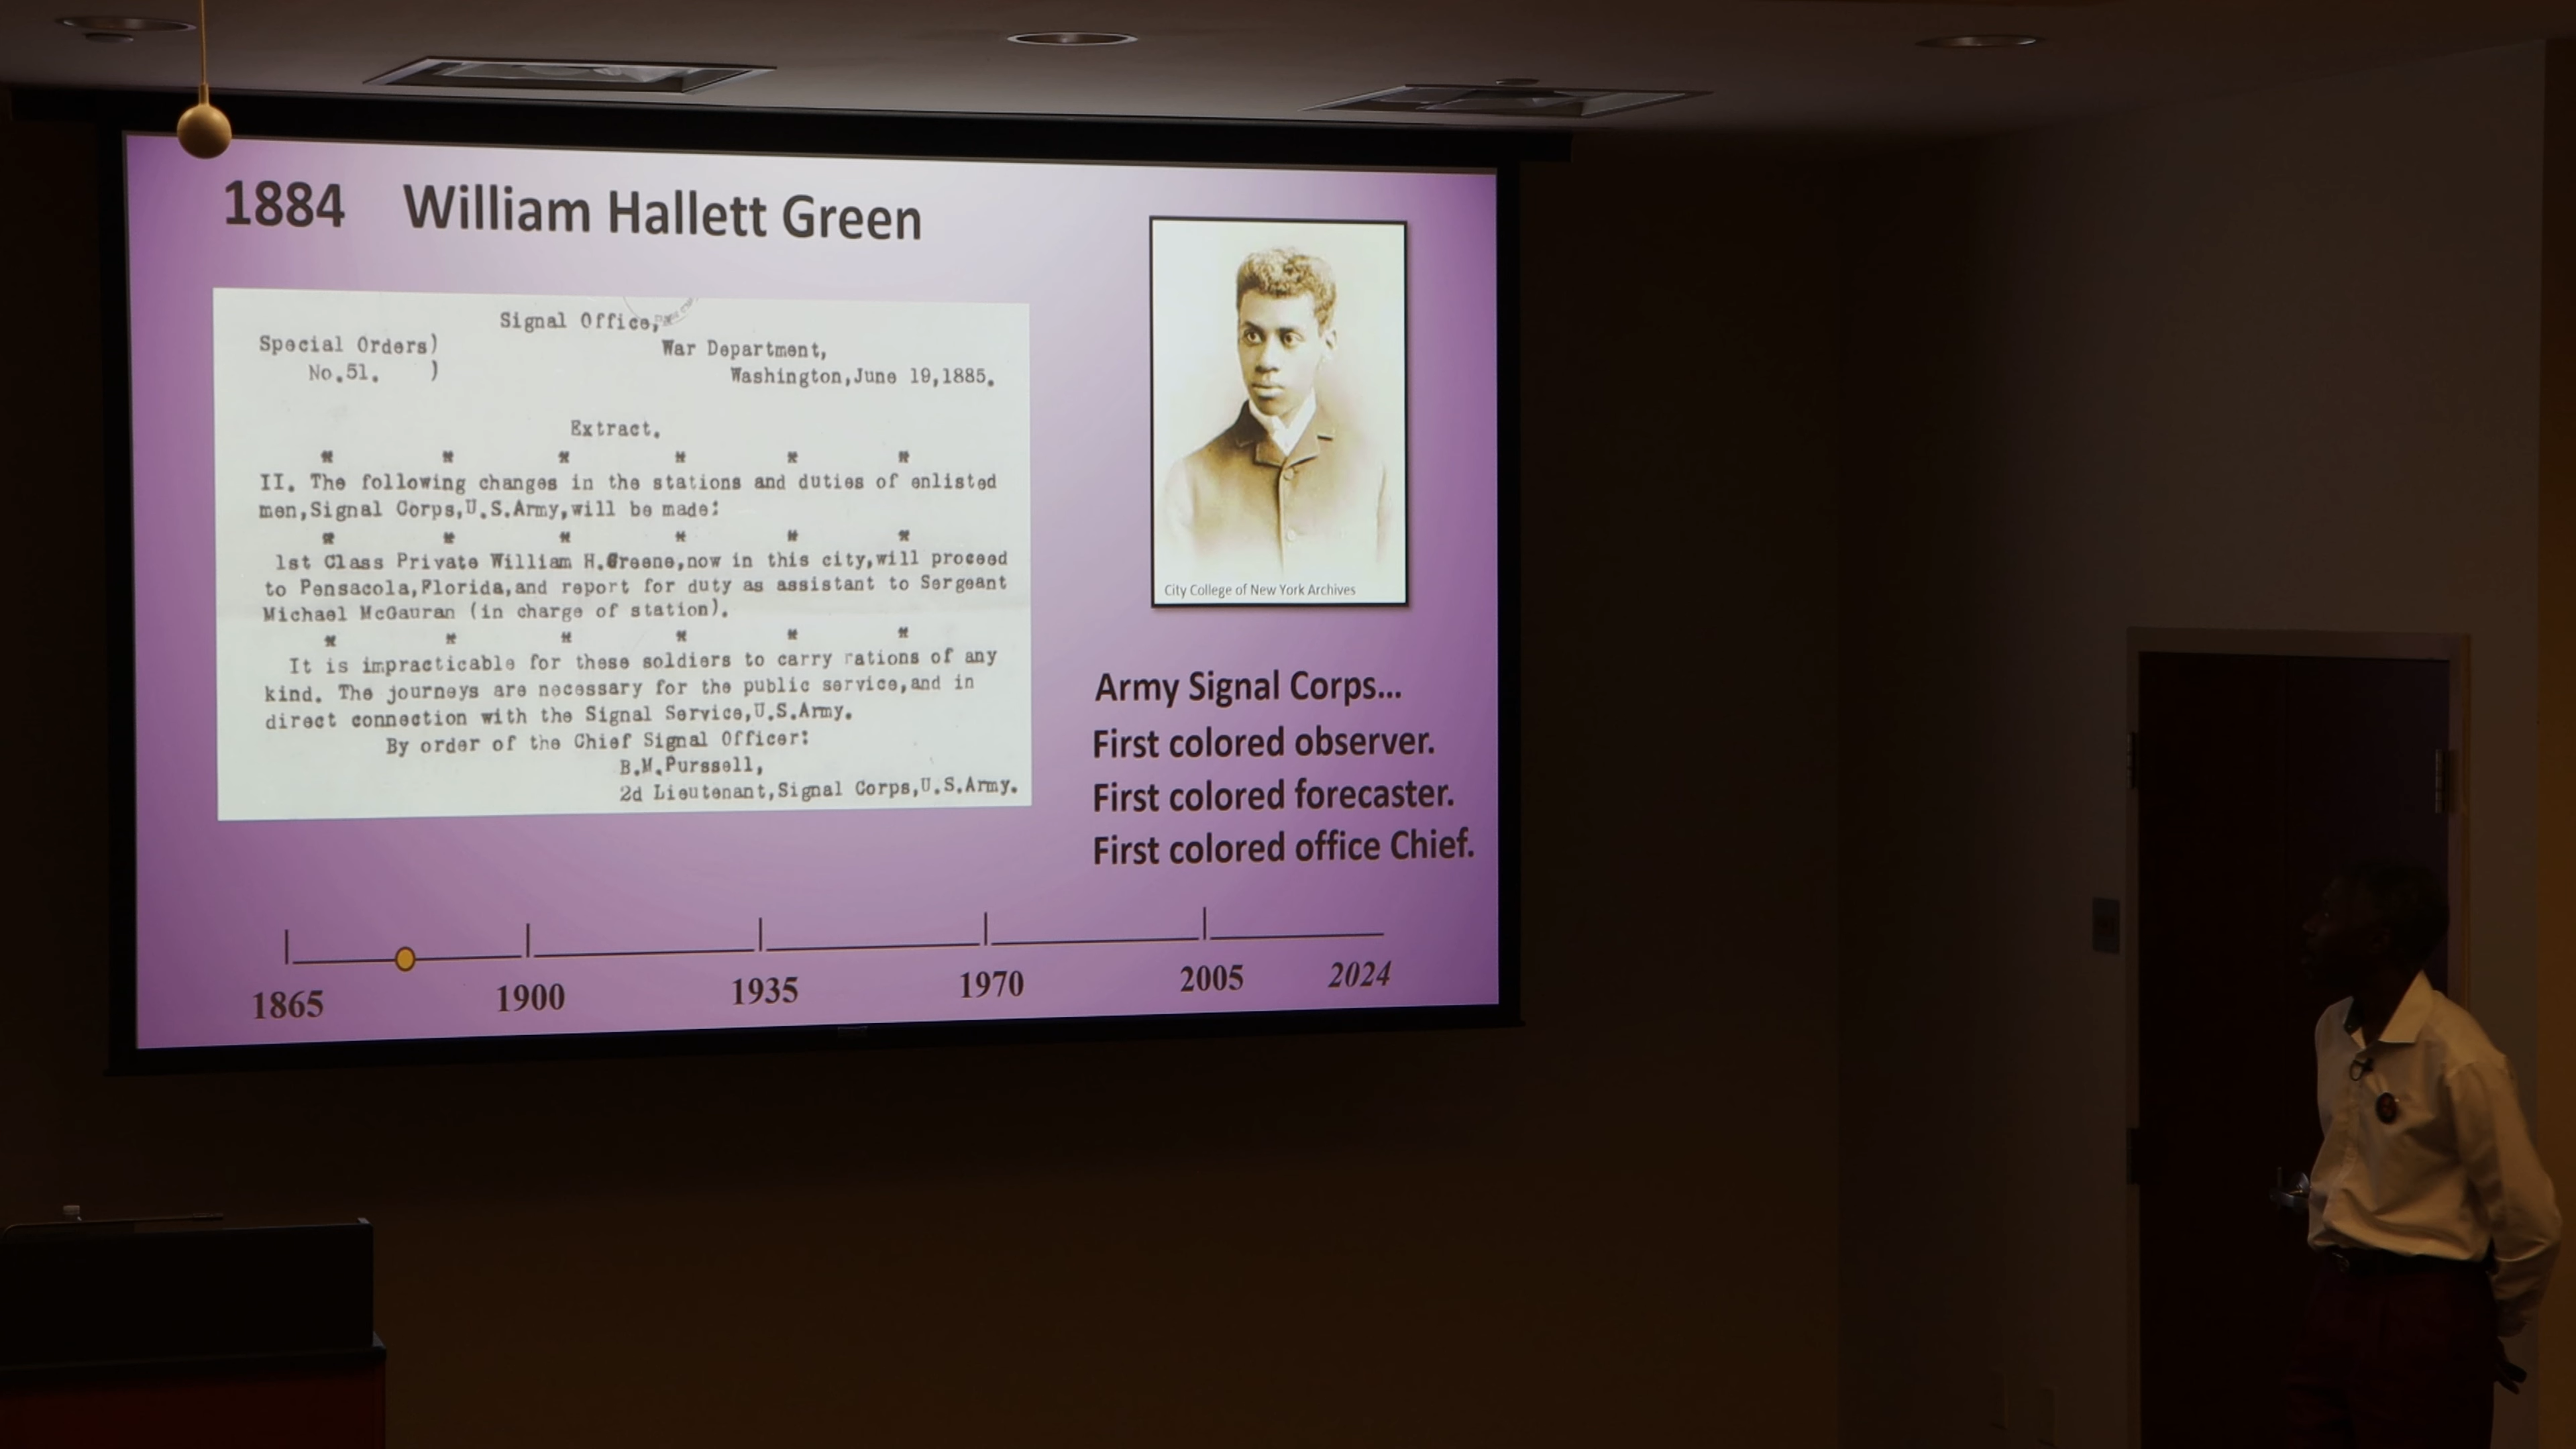 1884 William Hallett Green
Signal Office,
Special Orders)
War Department,
No.51. )
Washington,June 19,1885.
Extract.
* * * * * *
II. The following changes in the stations and duties of enlisted
men,Signal Corps,U.S.Army,will be made:
* * * * * *
1st Class Private William H.Greene,now in this city,will proceed
to Pensacola,Florida,and report for duty as assistant to Sergeant
Michael McGauran (in charge of station).
* * * * * *
It is impracticable for these soldiers to carry rations of any
kind. The journeys are necessary for the public service,and in
direct connection with the Signal Service,U.S.Army.
By order of the Chief Signal Officer:
B.M.Purssell,
2d Lieutenant,Signal Corps,U.S.Army.
City College of New York Archives
Army Signal Corps...
First colored observer.
First colored forecaster.
First colored office Chief.
1865 1900 1935 1970 2005 2024